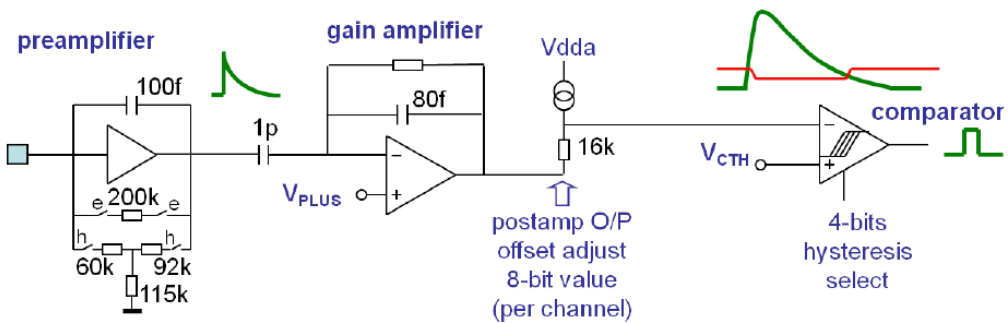 preamplifier
100f
e
200k
e
h
h
60k
92k
115k
gain amplifier
1p
80f
−
+
VPLUS
Vdda
16k
postamp O/P
offset adjust
8-bit value
(per channel)
comparator
−
+
VCTH
4-bits
hysteresis
select